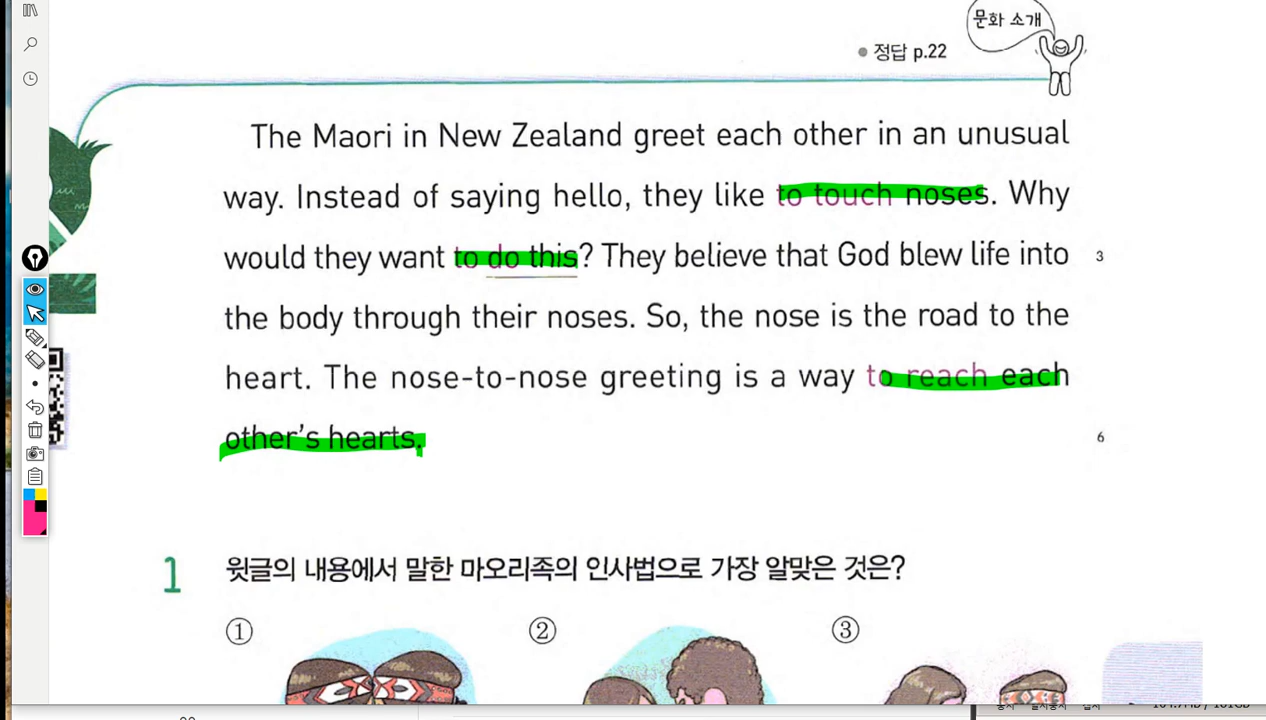 문화 소개
정답 p.22
The Maori in New Zealand greet each other in an unusual
way. Instead of saying hello, they like to touch noses. Why
would they want to do this? They believe that God blew life into
3
the body through their noses. So, the nose is the road to the
heart. The nose-to-nose greeting is a way to reach each
other's hearts.
6
1 윗글의 내용에서 말한 마오리족의 인사법으로 가장 알맞은 것은?
① ② ③